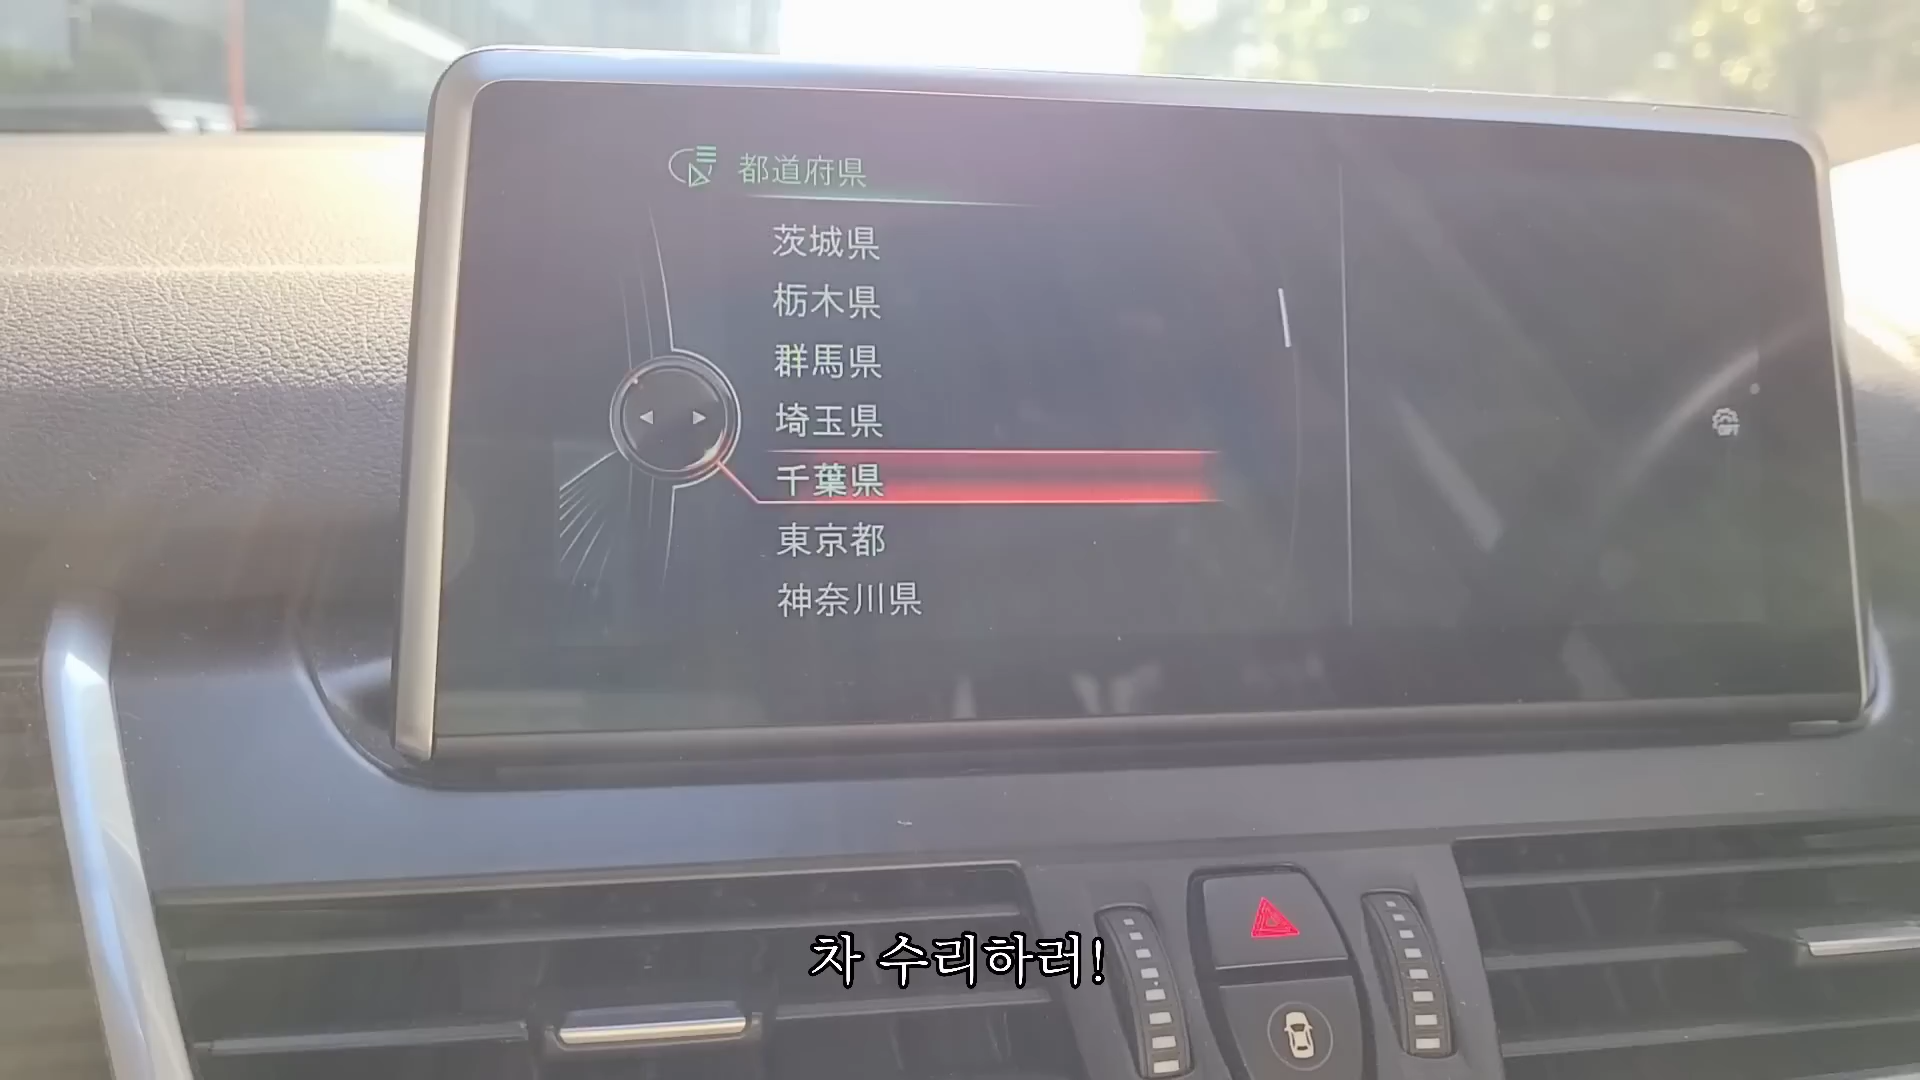 都道府県
茨城県
栃木県
群馬県
埼玉県
千葉県
東京都
神奈川県
차 수리하러!